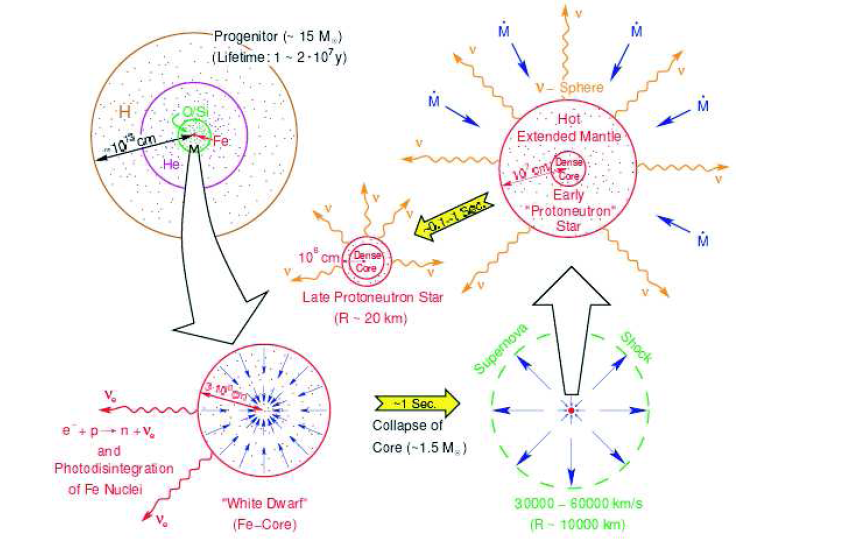 Progenitor (~ 15 M☉)
(Lifetime: 1 ~ 2·10⁷y)
H
O/Si
Fe
M
He
~10¹³ cm
Ṁ
ν
Ṁ
ν
ν
ν – Sphere
Ṁ
Ṁ
Hot
Extended Mantle
ν
10⁷ cm
Dense
Core
ν
Early
"Protoneutron"
Star
Ṁ
ν
ν
~0.1–1 Sec.
ν
ν
ν
10⁶ cm
Dense
Core
ν
ν
Late Protoneutron Star
(R ~ 20 km)
Supernova
Shock
νₑ
e⁻ + p → n + νₑ
and
Photodisintegration
of Fe Nuclei
νₑ
~1 Sec.
Collapse of
Core (~1.5 M☉)
"White Dwarf"
(Fe–Core)
30000 – 60000 km/s
(R ~ 10000 km)